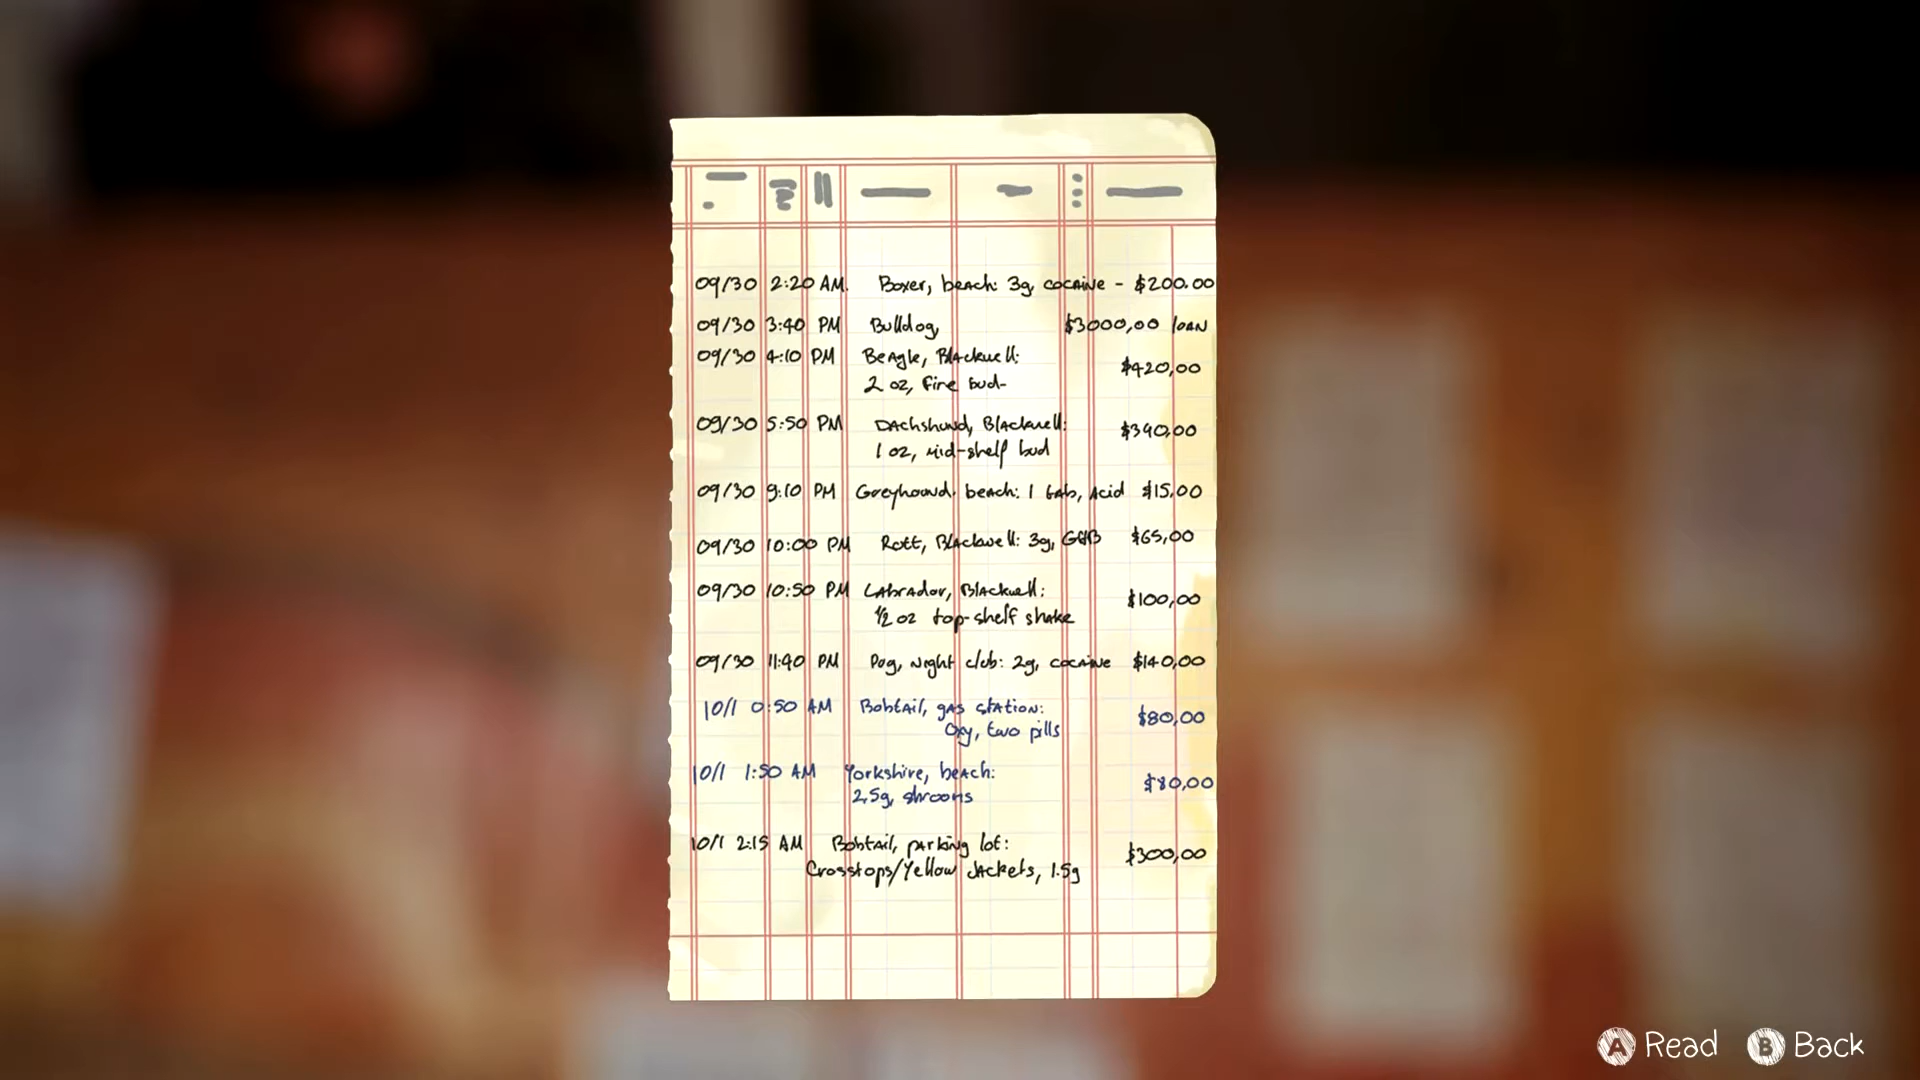 09/30 2:20 AM. Boxer, beach: 3g, cocaine - $200.00
09/30 3:40 PM Bulldog, $3000,00 loan
09/30 4:10 PM Beagle, Blackwell:
2 oz, fire bud- $420,00
09/30 5:50 PM Dachshund, Blackwell: $340,00
1 oz, mid-shelf bud
09/30 9:10 PM Greyhound, beach: 1 tab, acid $15,00
09/30 10:00 PM Rott, Blackwell: 3g, GHB $65,00
09/30 10:50 PM Labrador, Blackwell: $100,00
1/2 oz top-shelf shake
09/30 11:40 PM Pog, night club: 2g, cocaine $140,00
10/1 0:50 AM Bobtail, gas station: $80,00
Oxy, two pills
10/1 1:50 AM Yorkshire, beach: $80,00
2,5g, shrooms
10/1 2:15 AM Bobtail, parking lot: $300,00
Crosstops/Yellow Jackets, 1.5g
A Read B Back